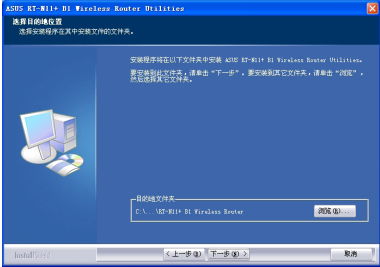 ASUS RT-N11+ B1 Wireless Router Utilities
选择目的地位置
选择安装程序在其中安装文件的文件夹。
安装程序将在以下文件夹中安装 ASUS RT-N11+ B1 Wireless Router Utilities。
要安装到此文件夹,请单击“下一步”。要安装到其它文件夹,请单击“浏览”,
然后选择其它文件夹。
目的地文件夹
C:\...\RT-N11+ B1 Wireless Router
浏览(R)...
InstallShield
< 上一步(B)
下一步(N) >
取消